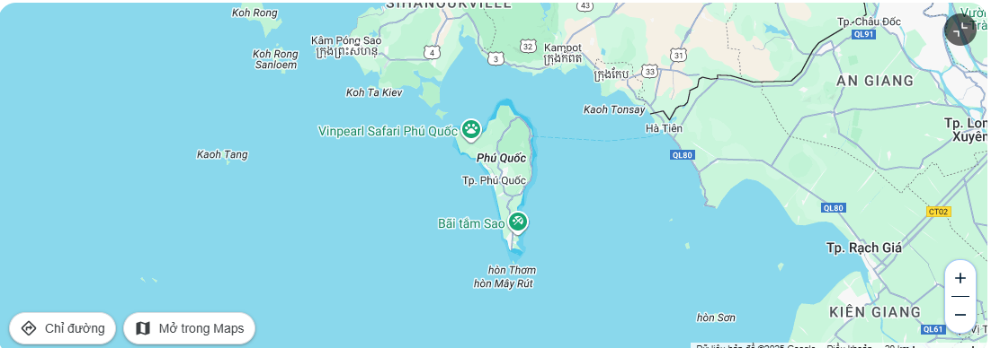 Koh Rong
SIHANOUKVILLE
43
Vườn
Tp. Châu Đốc
QL91
Kâm Póng Sao
ក្រុងព្រះសីហនុ
4
3
32
Kampot
ក្រុងកំពត
31
33
Koh Rong
Sanloem
ក្រុងកែប
AN GIANG
Koh Ta Kiev
Kaoh Tonsay
Hà Tiên
Tp. Lon
Xuyên
Vinpearl Safari Phú Quốc
Kaoh Tang
Phú Quốc
QL80
Tp. Phú Quốc
QL80
CT02
Bãi tắm Sao
Tp. Rạch Giá
hòn Thơm
hòn Mây Rút
+
−
KIÊN GIANG
hòn Sơn
Chỉ đường
Mở trong Maps
QL61